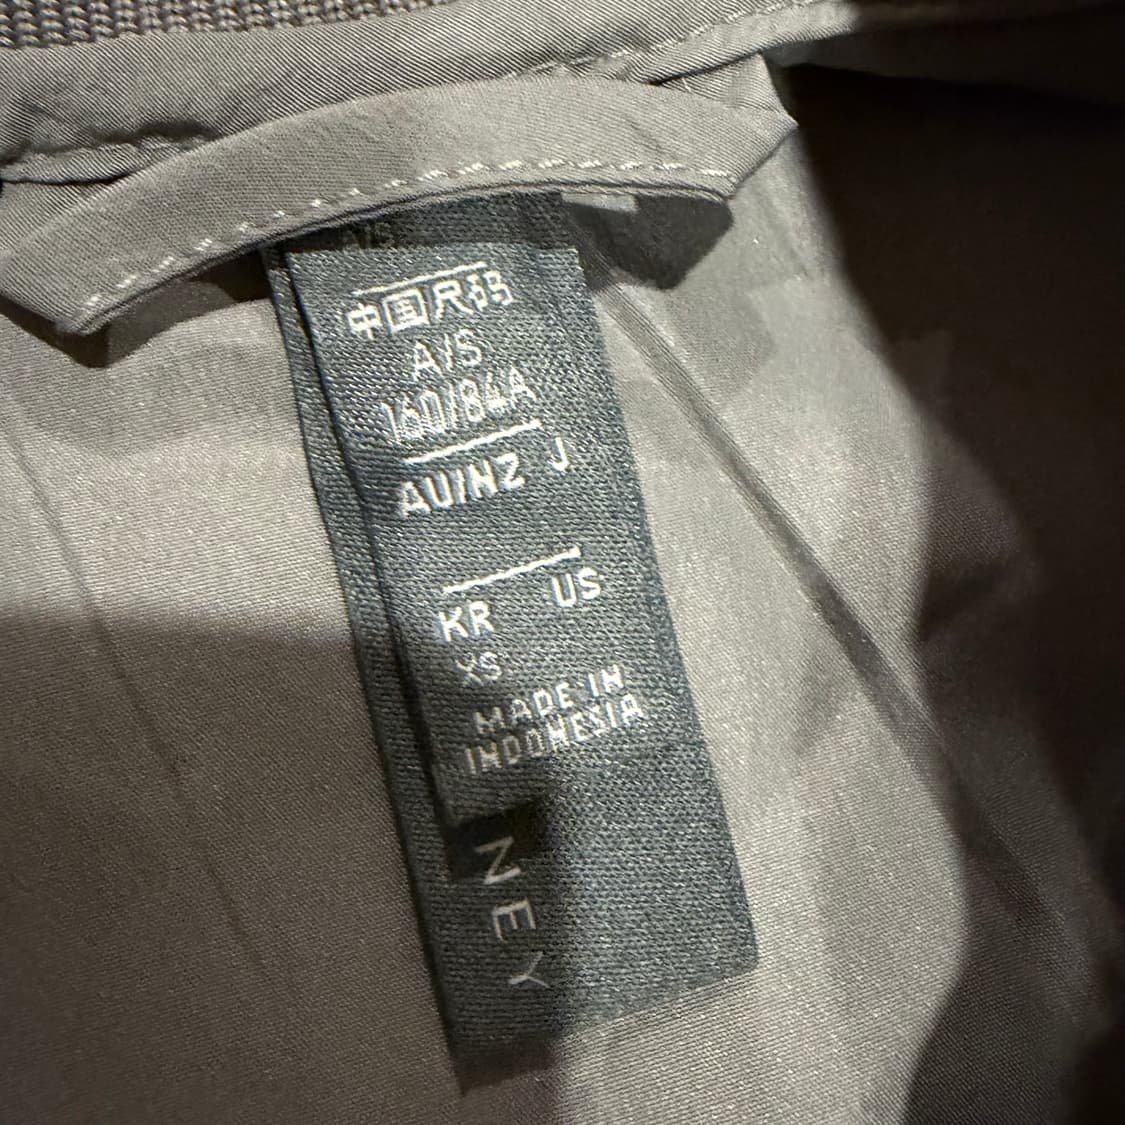 中国尺码
A/S
160/84A
AU/NZ J
KR US
XS
MADE IN
INDONESIA
NEY